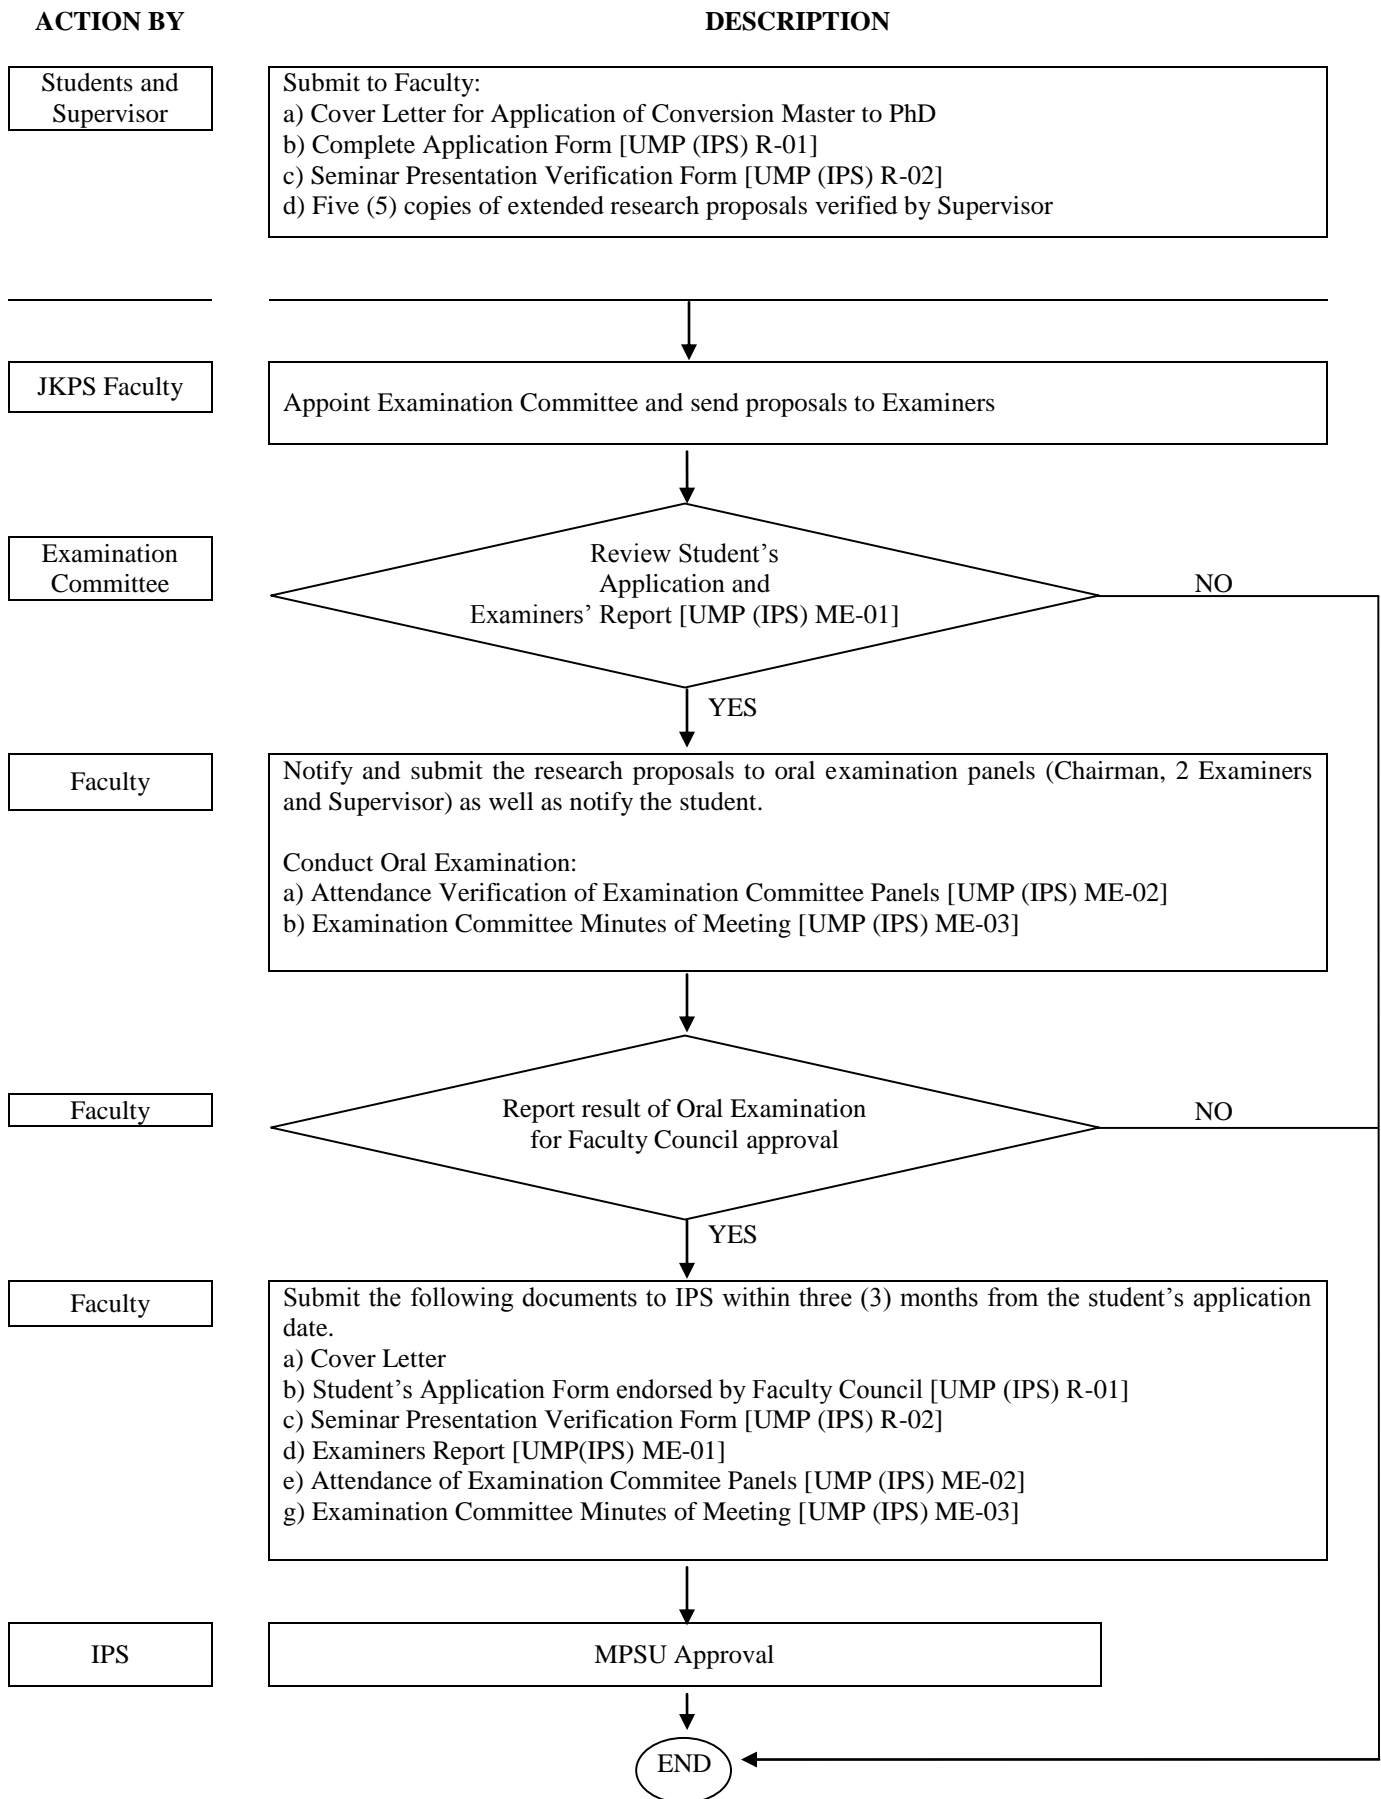 ACTION BY
DESCRIPTION
Students and
Supervisor
Submit to Faculty:
a) Cover Letter for Application of Conversion Master to PhD
b) Complete Application Form [UMP (IPS) R-01]
c) Seminar Presentation Verification Form [UMP (IPS) R-02]
d) Five (5) copies of extended research proposals verified by Supervisor
JKPS Faculty
Appoint Examination Committee and send proposals to Examiners
Examination
Committee
Review Student’s
Application and
Examiners’ Report [UMP (IPS) ME-01]
NO
YES
Faculty
Notify and submit the research proposals to oral examination panels (Chairman, 2 Examiners
and Supervisor) as well as notify the student.
Conduct Oral Examination:
a) Attendance Verification of Examination Committee Panels [UMP (IPS) ME-02]
b) Examination Committee Minutes of Meeting [UMP (IPS) ME-03]
Faculty
Report result of Oral Examination
for Faculty Council approval
NO
YES
Faculty
Submit the following documents to IPS within three (3) months from the student’s application
date.
a) Cover Letter
b) Student’s Application Form endorsed by Faculty Council [UMP (IPS) R-01]
c) Seminar Presentation Verification Form [UMP (IPS) R-02]
d) Examiners Report [UMP(IPS) ME-01]
e) Attendance of Examination Commitee Panels [UMP (IPS) ME-02]
g) Examination Committee Minutes of Meeting [UMP (IPS) ME-03]
IPS
MPSU Approval
END